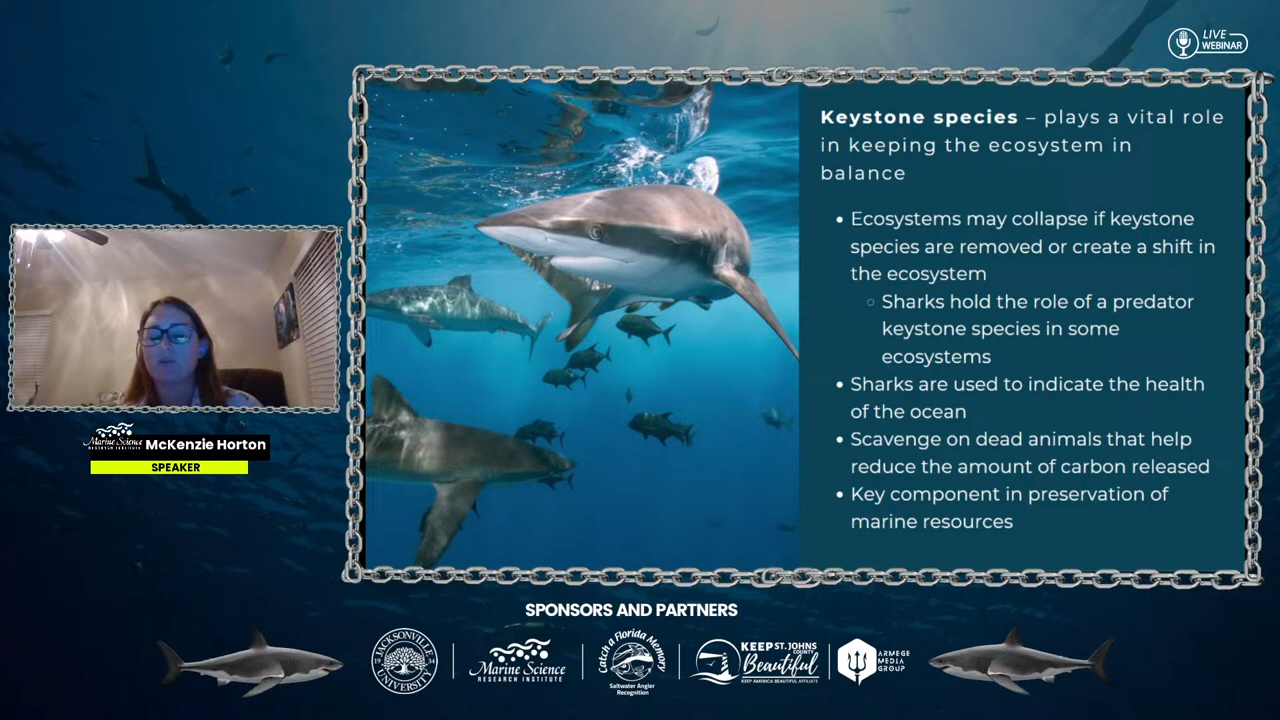 LIVE
WEBINAR
Keystone species – plays a vital role
in keeping the ecosystem in
balance
Ecosystems may collapse if keystone
species are removed or create a shift in
the ecosystem
Sharks hold the role of a predator
keystone species in some
ecosystems
Sharks are used to indicate the health
of the ocean
Scavenge on dead animals that help
reduce the amount of carbon released
Key component in preservation of
marine resources
Marine Science
RESEARCH INSTITUTE
McKenzie Horton
SPEAKER
SPONSORS AND PARTNERS
JACKSONVILLE
UNIVERSITY
19 34
Marine Science
RESEARCH INSTITUTE
Catch a Florida Memory
Saltwater Angler
Recognition
KEEP ST. JOHNS
COUNTY
Beautiful
KEEP AMERICA BEAUTIFUL AFFILIATE
ARMEGE
MEDIA
GROUP